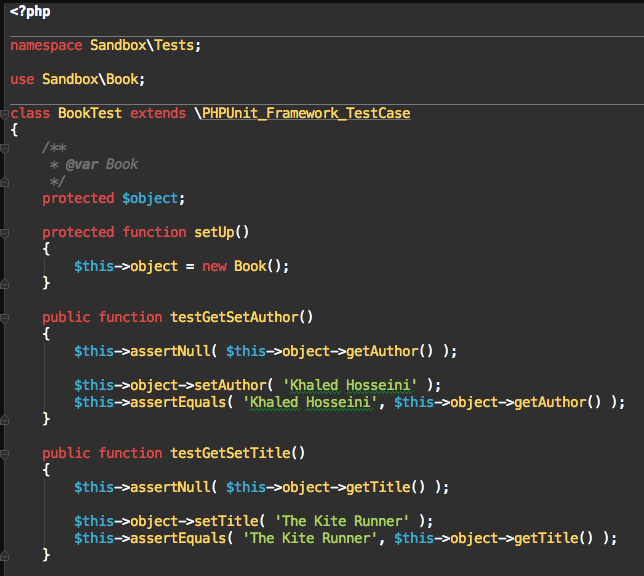 <?php
namespace Sandbox\Tests;
use Sandbox\Book;
class BookTest extends \PHPUnit_Framework_TestCase
{
    /**
     * @var Book
     */
    protected $object;
    protected function setUp()
    {
        $this->object = new Book();
    }
    public function testGetSetAuthor()
    {
        $this->assertNull( $this->object->getAuthor() );
        $this->object->setAuthor( 'Khaled Hosseini' );
        $this->assertEquals( 'Khaled Hosseini', $this->object->getAuthor() );
    }
    public function testGetSetTitle()
    {
        $this->assertNull( $this->object->getTitle() );
        $this->object->setTitle( 'The Kite Runner' );
        $this->assertEquals( 'The Kite Runner', $this->object->getTitle() );
    }